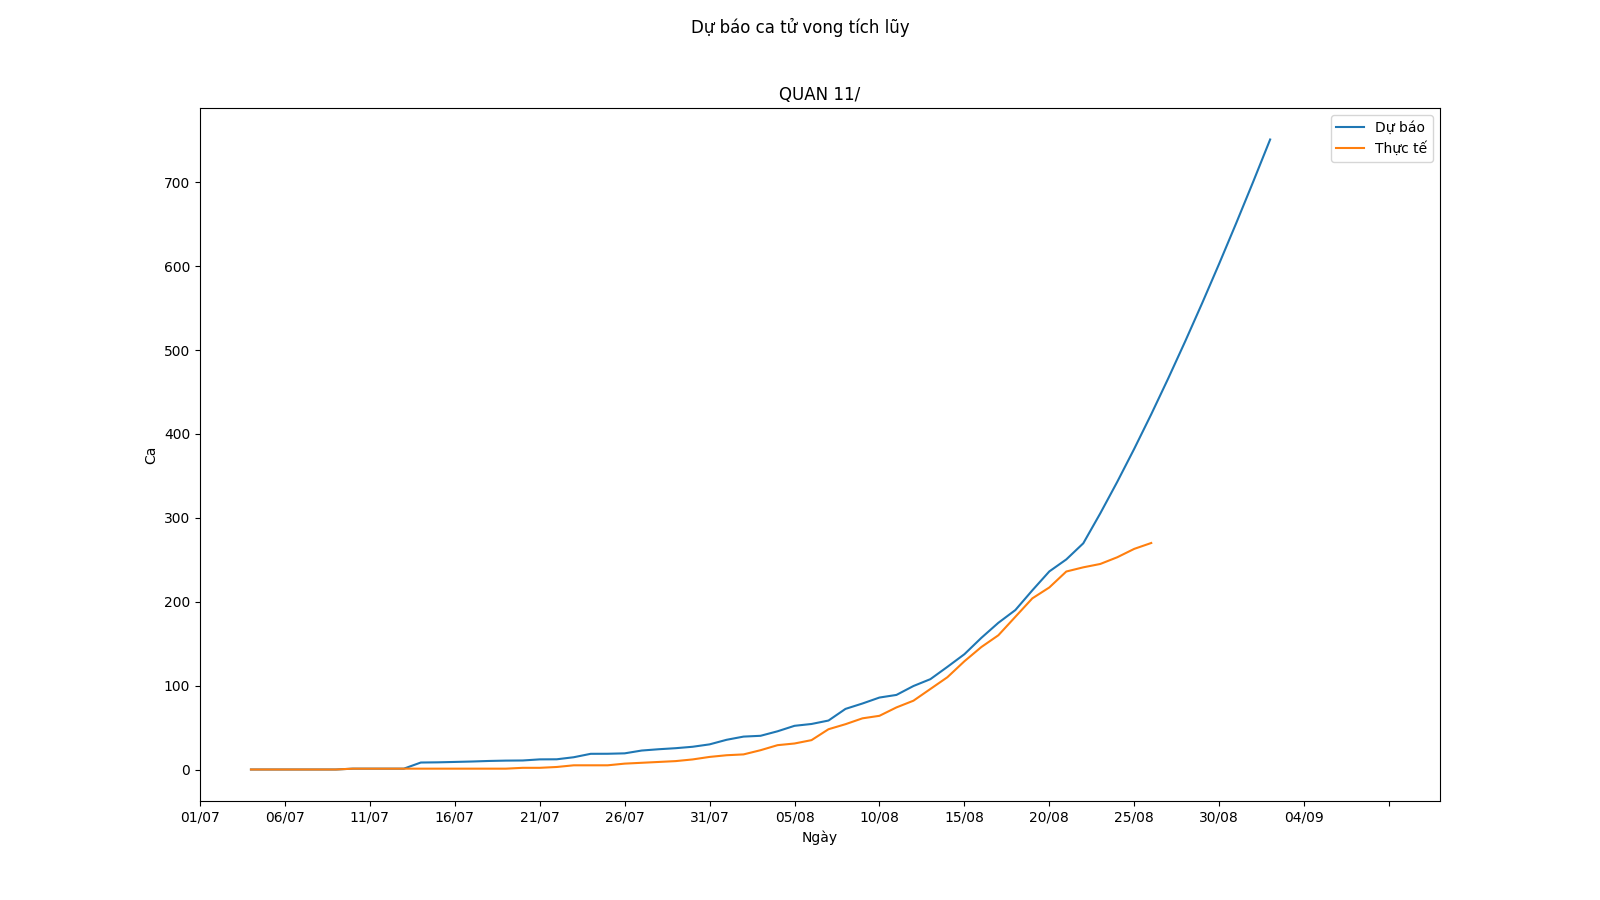 Dự báo ca tử vong tích lũy
QUAN 11/
Dự báo
Thực tế
700
600
500
400
300
200
100
0
Ca
01/07 06/07 11/07 16/07 21/07 26/07 31/07 05/08 10/08 15/08 20/08 25/08 30/08 04/09
Ngày